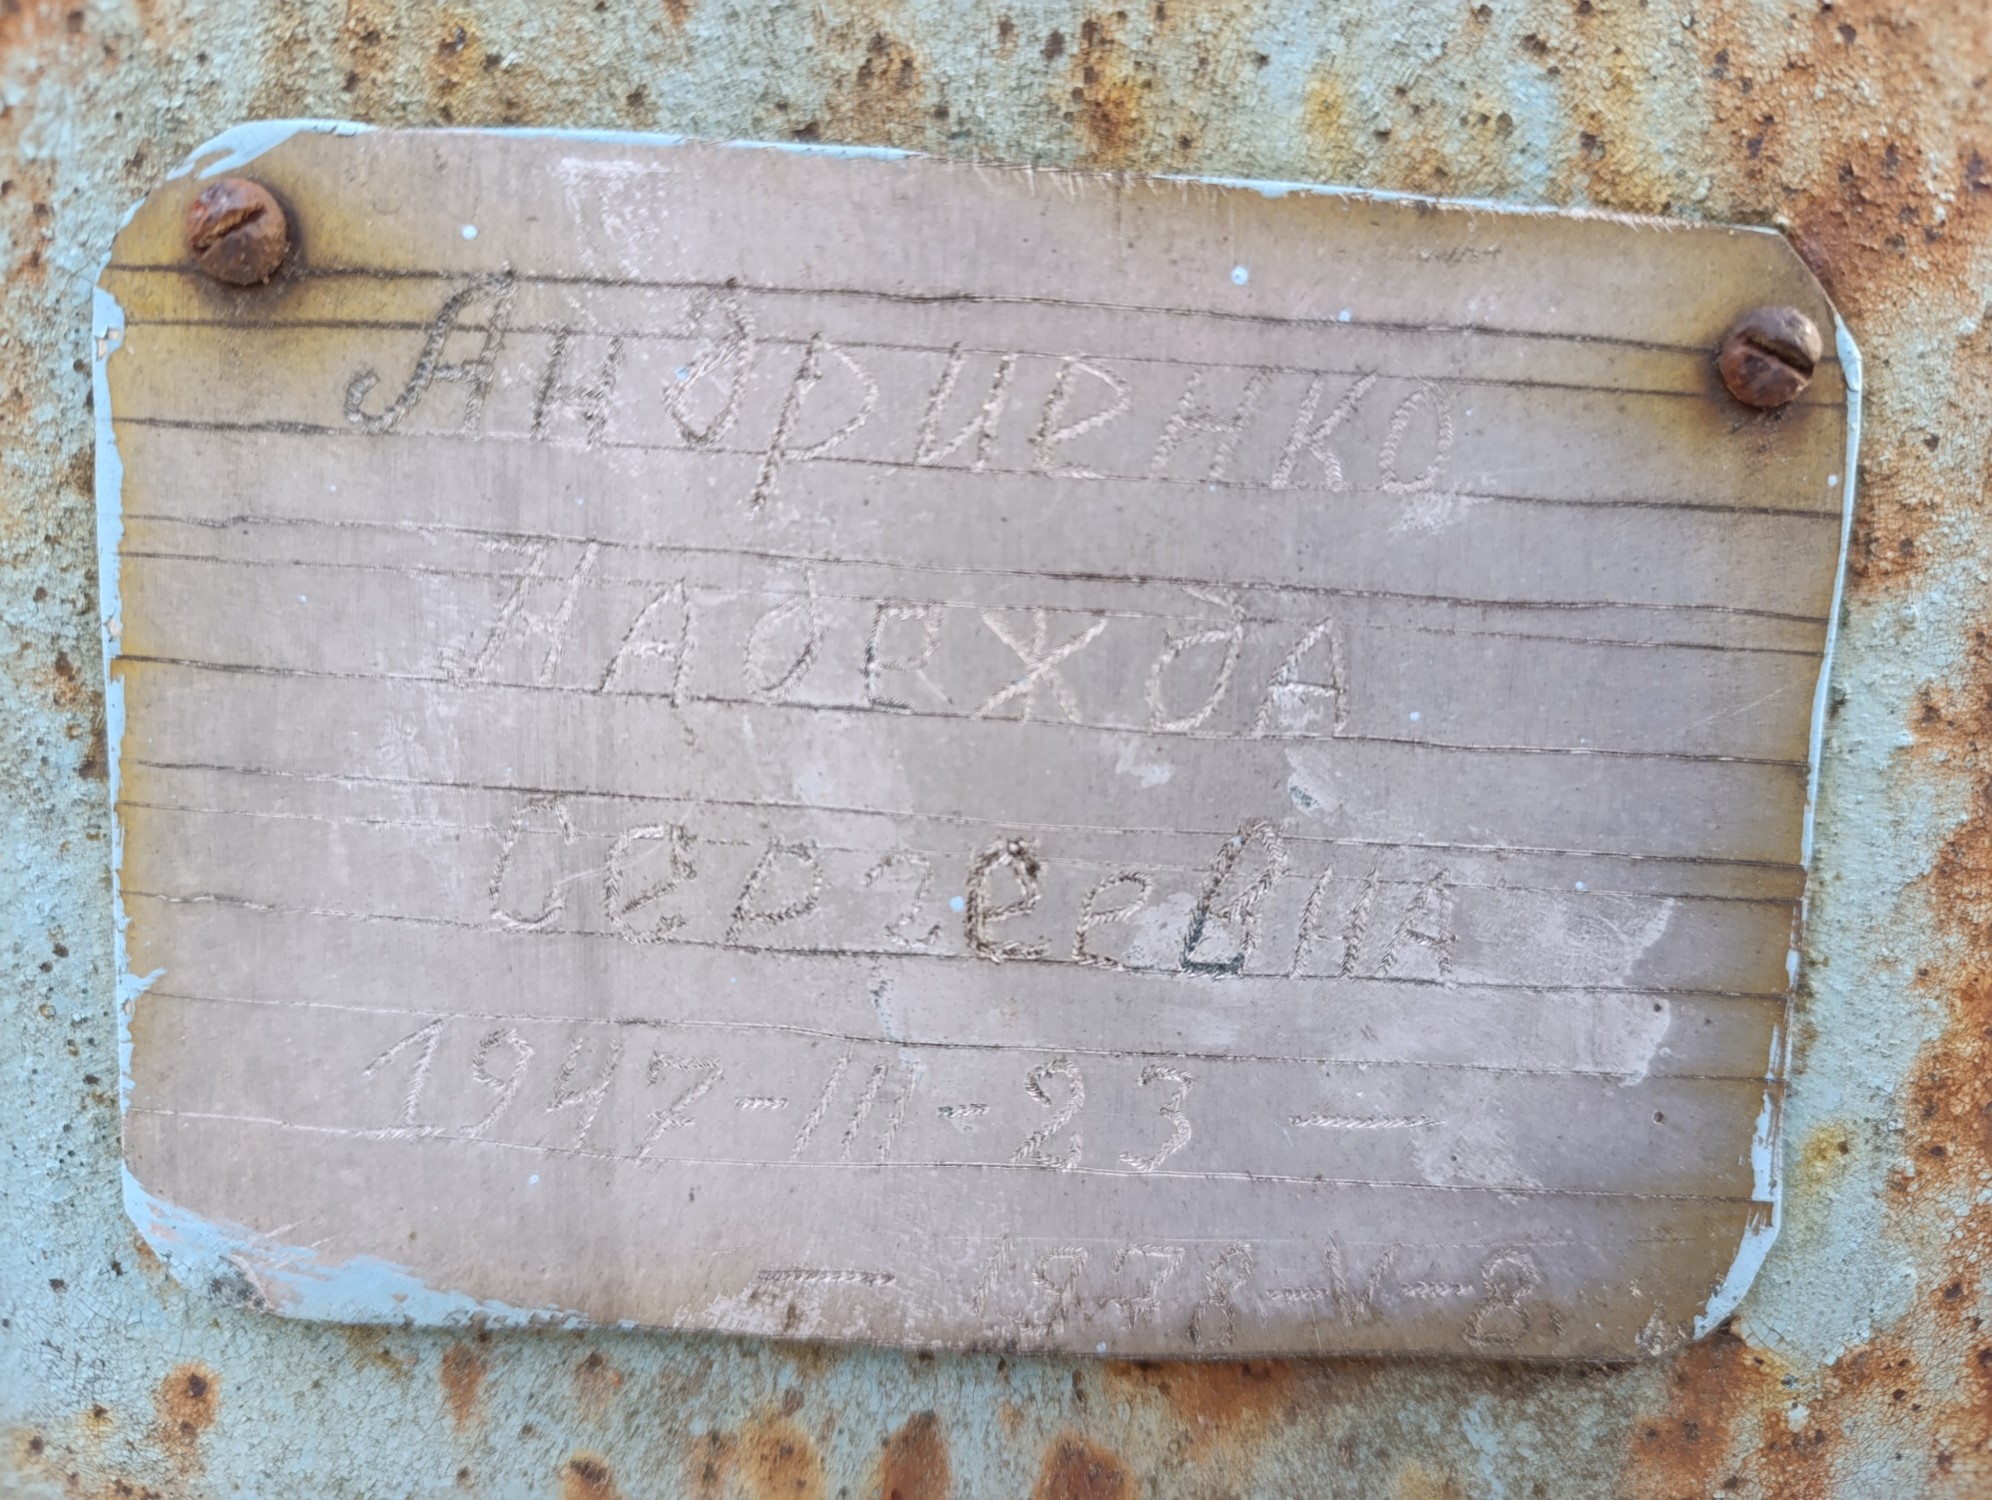 Андриенко
Надежда
Сергеевна
1947-III-23 —
— 1978-V-8.